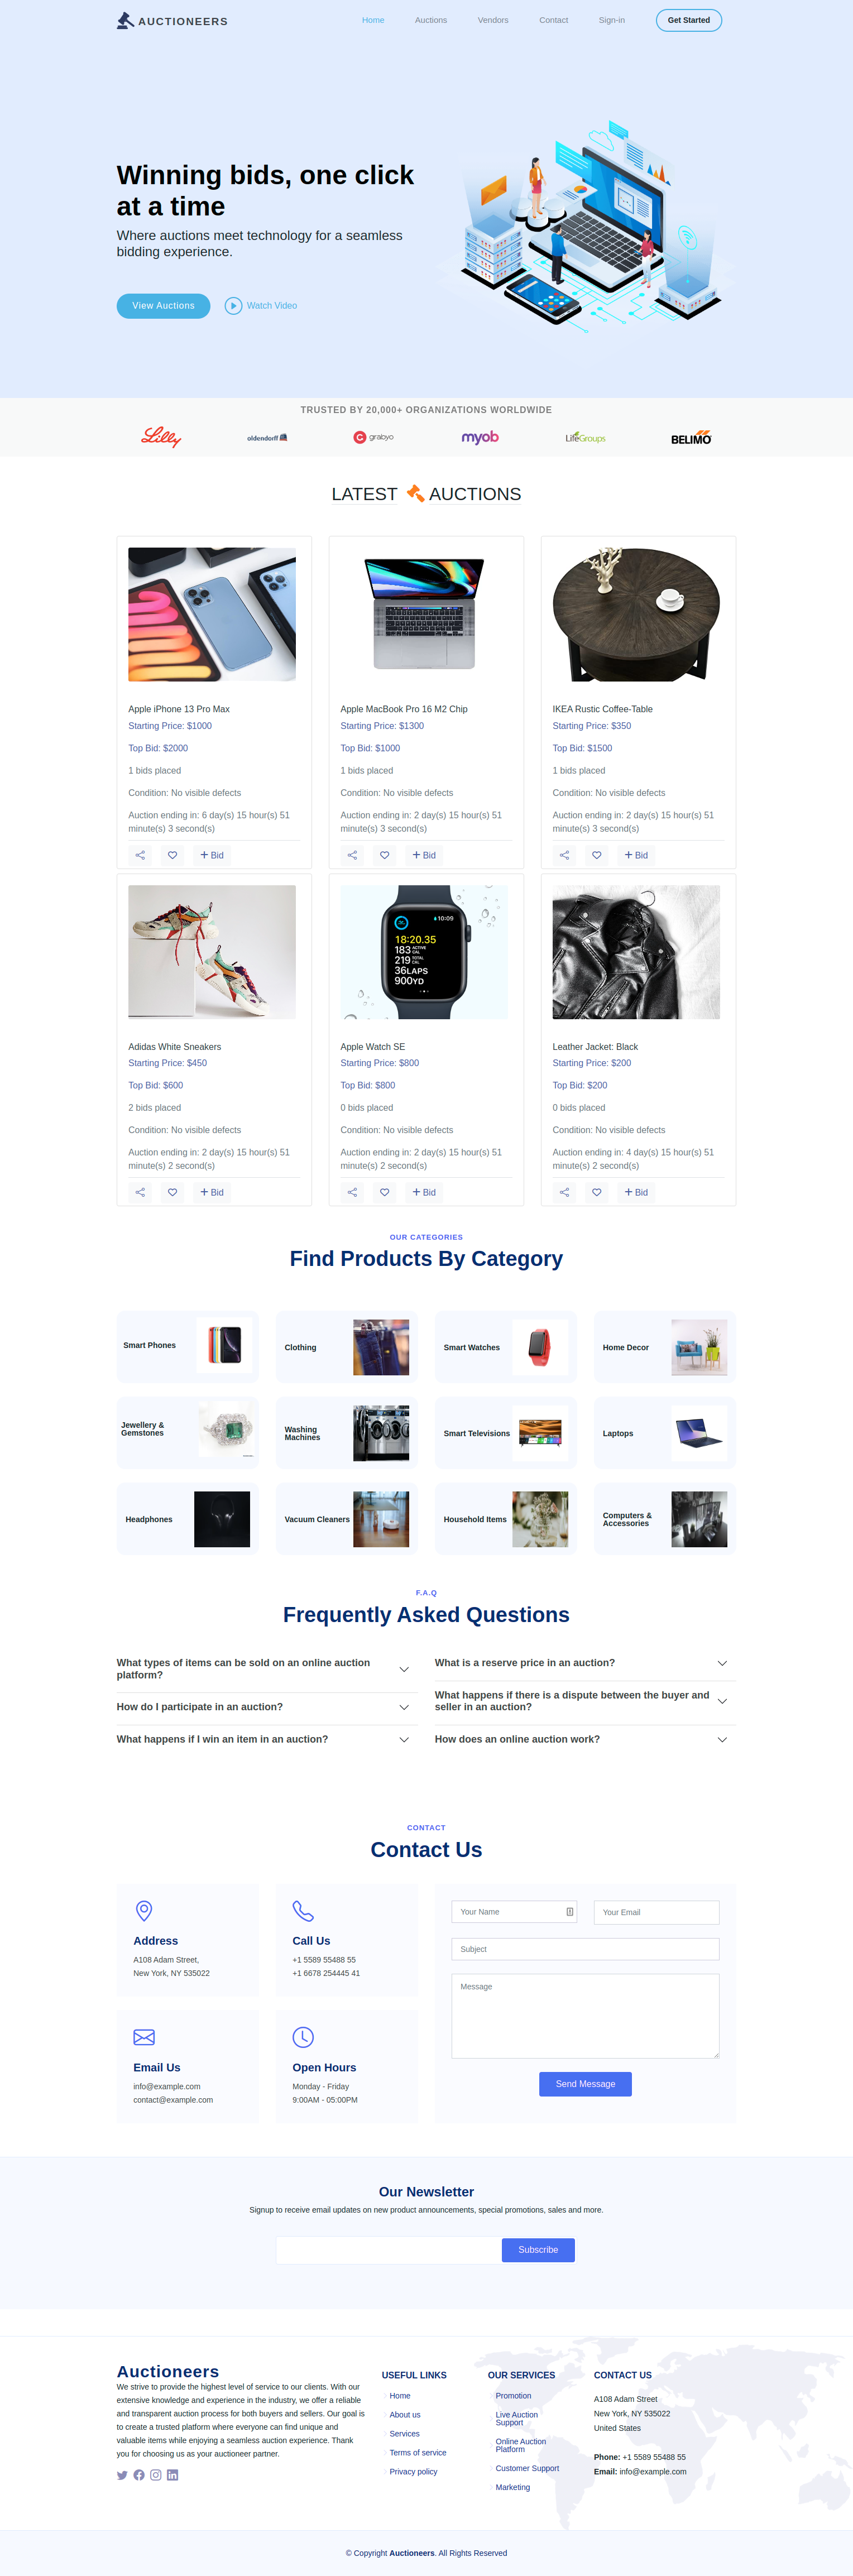 AUCTIONEERS
Home
Auctions
Vendors
Contact
Sign-in
Get Started
Winning bids, one click
at a time
Where auctions meet technology for a seamless
bidding experience.
View Auctions
Watch Video
TRUSTED BY 20,000+ ORGANIZATIONS WORLDWIDE
Lilly
oldendorff
grabyo
myob
LifeGroups
BELIMO
LATEST AUCTIONS
Apple iPhone 13 Pro Max
Starting Price: $1000
Top Bid: $2000
1 bids placed
Condition: No visible defects
Auction ending in: 6 day(s) 15 hour(s) 51
minute(s) 3 second(s)
+ Bid
Apple MacBook Pro 16 M2 Chip
Starting Price: $1300
Top Bid: $1000
1 bids placed
Condition: No visible defects
Auction ending in: 2 day(s) 15 hour(s) 51
minute(s) 3 second(s)
+ Bid
IKEA Rustic Coffee-Table
Starting Price: $350
Top Bid: $1500
1 bids placed
Condition: No visible defects
Auction ending in: 2 day(s) 15 hour(s) 51
minute(s) 3 second(s)
+ Bid
Adidas White Sneakers
Starting Price: $450
Top Bid: $600
2 bids placed
Condition: No visible defects
Auction ending in: 2 day(s) 15 hour(s) 51
minute(s) 2 second(s)
+ Bid
10:09
18:20.35
183 ACTIVE CAL
219 TOTAL CAL
36LAPS
900YD
Apple Watch SE
Starting Price: $800
Top Bid: $800
0 bids placed
Condition: No visible defects
Auction ending in: 2 day(s) 15 hour(s) 51
minute(s) 2 second(s)
+ Bid
Leather Jacket: Black
Starting Price: $200
Top Bid: $200
0 bids placed
Condition: No visible defects
Auction ending in: 4 day(s) 15 hour(s) 51
minute(s) 2 second(s)
+ Bid
OUR CATEGORIES
Find Products By Category
Smart Phones
Clothing
Smart Watches
Home Decor
Jewellery &
Gemstones
Washing
Machines
Smart Televisions
Laptops
Headphones
Vacuum Cleaners
Household Items
Computers &
Accessories
F.A.Q
Frequently Asked Questions
What types of items can be sold on an online auction
platform?
How do I participate in an auction?
What happens if I win an item in an auction?
What is a reserve price in an auction?
What happens if there is a dispute between the buyer and
seller in an auction?
How does an online auction work?
CONTACT
Contact Us
Address
A108 Adam Street,
New York, NY 535022
Call Us
+1 5589 55488 55
+1 6678 254445 41
Email Us
info@example.com
contact@example.com
Open Hours
Monday - Friday
9:00AM - 05:00PM
Your Name
Your Email
Subject
Message
Send Message
Our Newsletter
Signup to receive email updates on new product announcements, special promotions, sales and more.
Subscribe
Auctioneers
We strive to provide the highest level of service to our clients. With our
extensive knowledge and experience in the industry, we offer a reliable
and transparent auction process for both buyers and sellers. Our goal is
to create a trusted platform where everyone can find unique and
valuable items while enjoying a seamless auction experience. Thank
you for choosing us as your auctioneer partner.
USEFUL LINKS
Home
About us
Services
Terms of service
Privacy policy
OUR SERVICES
Promotion
Live Auction
Support
Online Auction
Platform
Customer Support
Marketing
CONTACT US
A108 Adam Street
New York, NY 535022
United States
Phone: +1 5589 55488 55
Email: info@example.com
© Copyright Auctioneers. All Rights Reserved